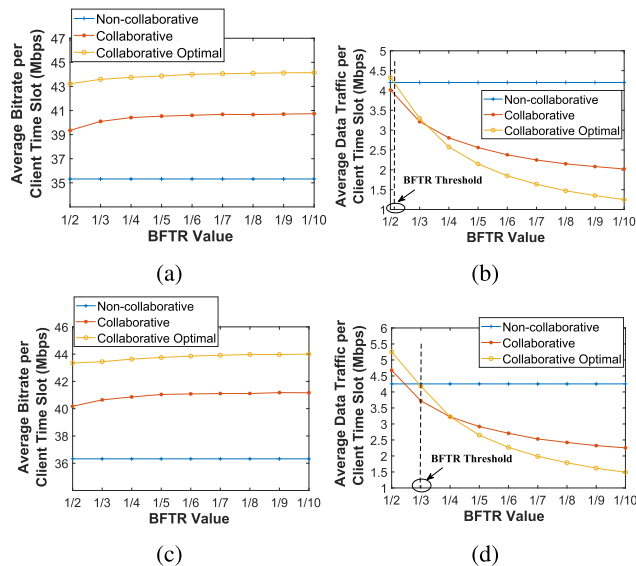 Non-collaborative
Collaborative
Collaborative Optimal
Average Bitrate per
Client Time Slot (Mbps)
47
45
43
41
39
37
35
1/2 1/3 1/4 1/5 1/6 1/7 1/8 1/9 1/10
BFTR Value
(a)
Average Data Traffic per
Client Time Slot (Mbps)
5
4.5
4
3.5
3
2.5
2
1.5
1
Non-collaborative
Collaborative
Collaborative Optimal
BFTR Threshold
1/2 1/3 1/4 1/5 1/6 1/7 1/8 1/9 1/10
BFTR Value
(b)
Non-collaborative
Collaborative
Collaborative Optimal
Average Bitrate per
Client Time Slot (Mbps)
46
44
42
40
38
36
1/2 1/3 1/4 1/5 1/6 1/7 1/8 1/9 1/10
BFTR Value
(c)
Average Data Traffic per
Client Time Slot (Mbps)
6
5.5
5
4.5
4
3.5
3
2.5
2
1.5
1
Non-collaborative
Collaborative
Collaborative Optimal
BFTR Threshold
1/2 1/3 1/4 1/5 1/6 1/7 1/8 1/9 1/10
BFTR Value
(d)